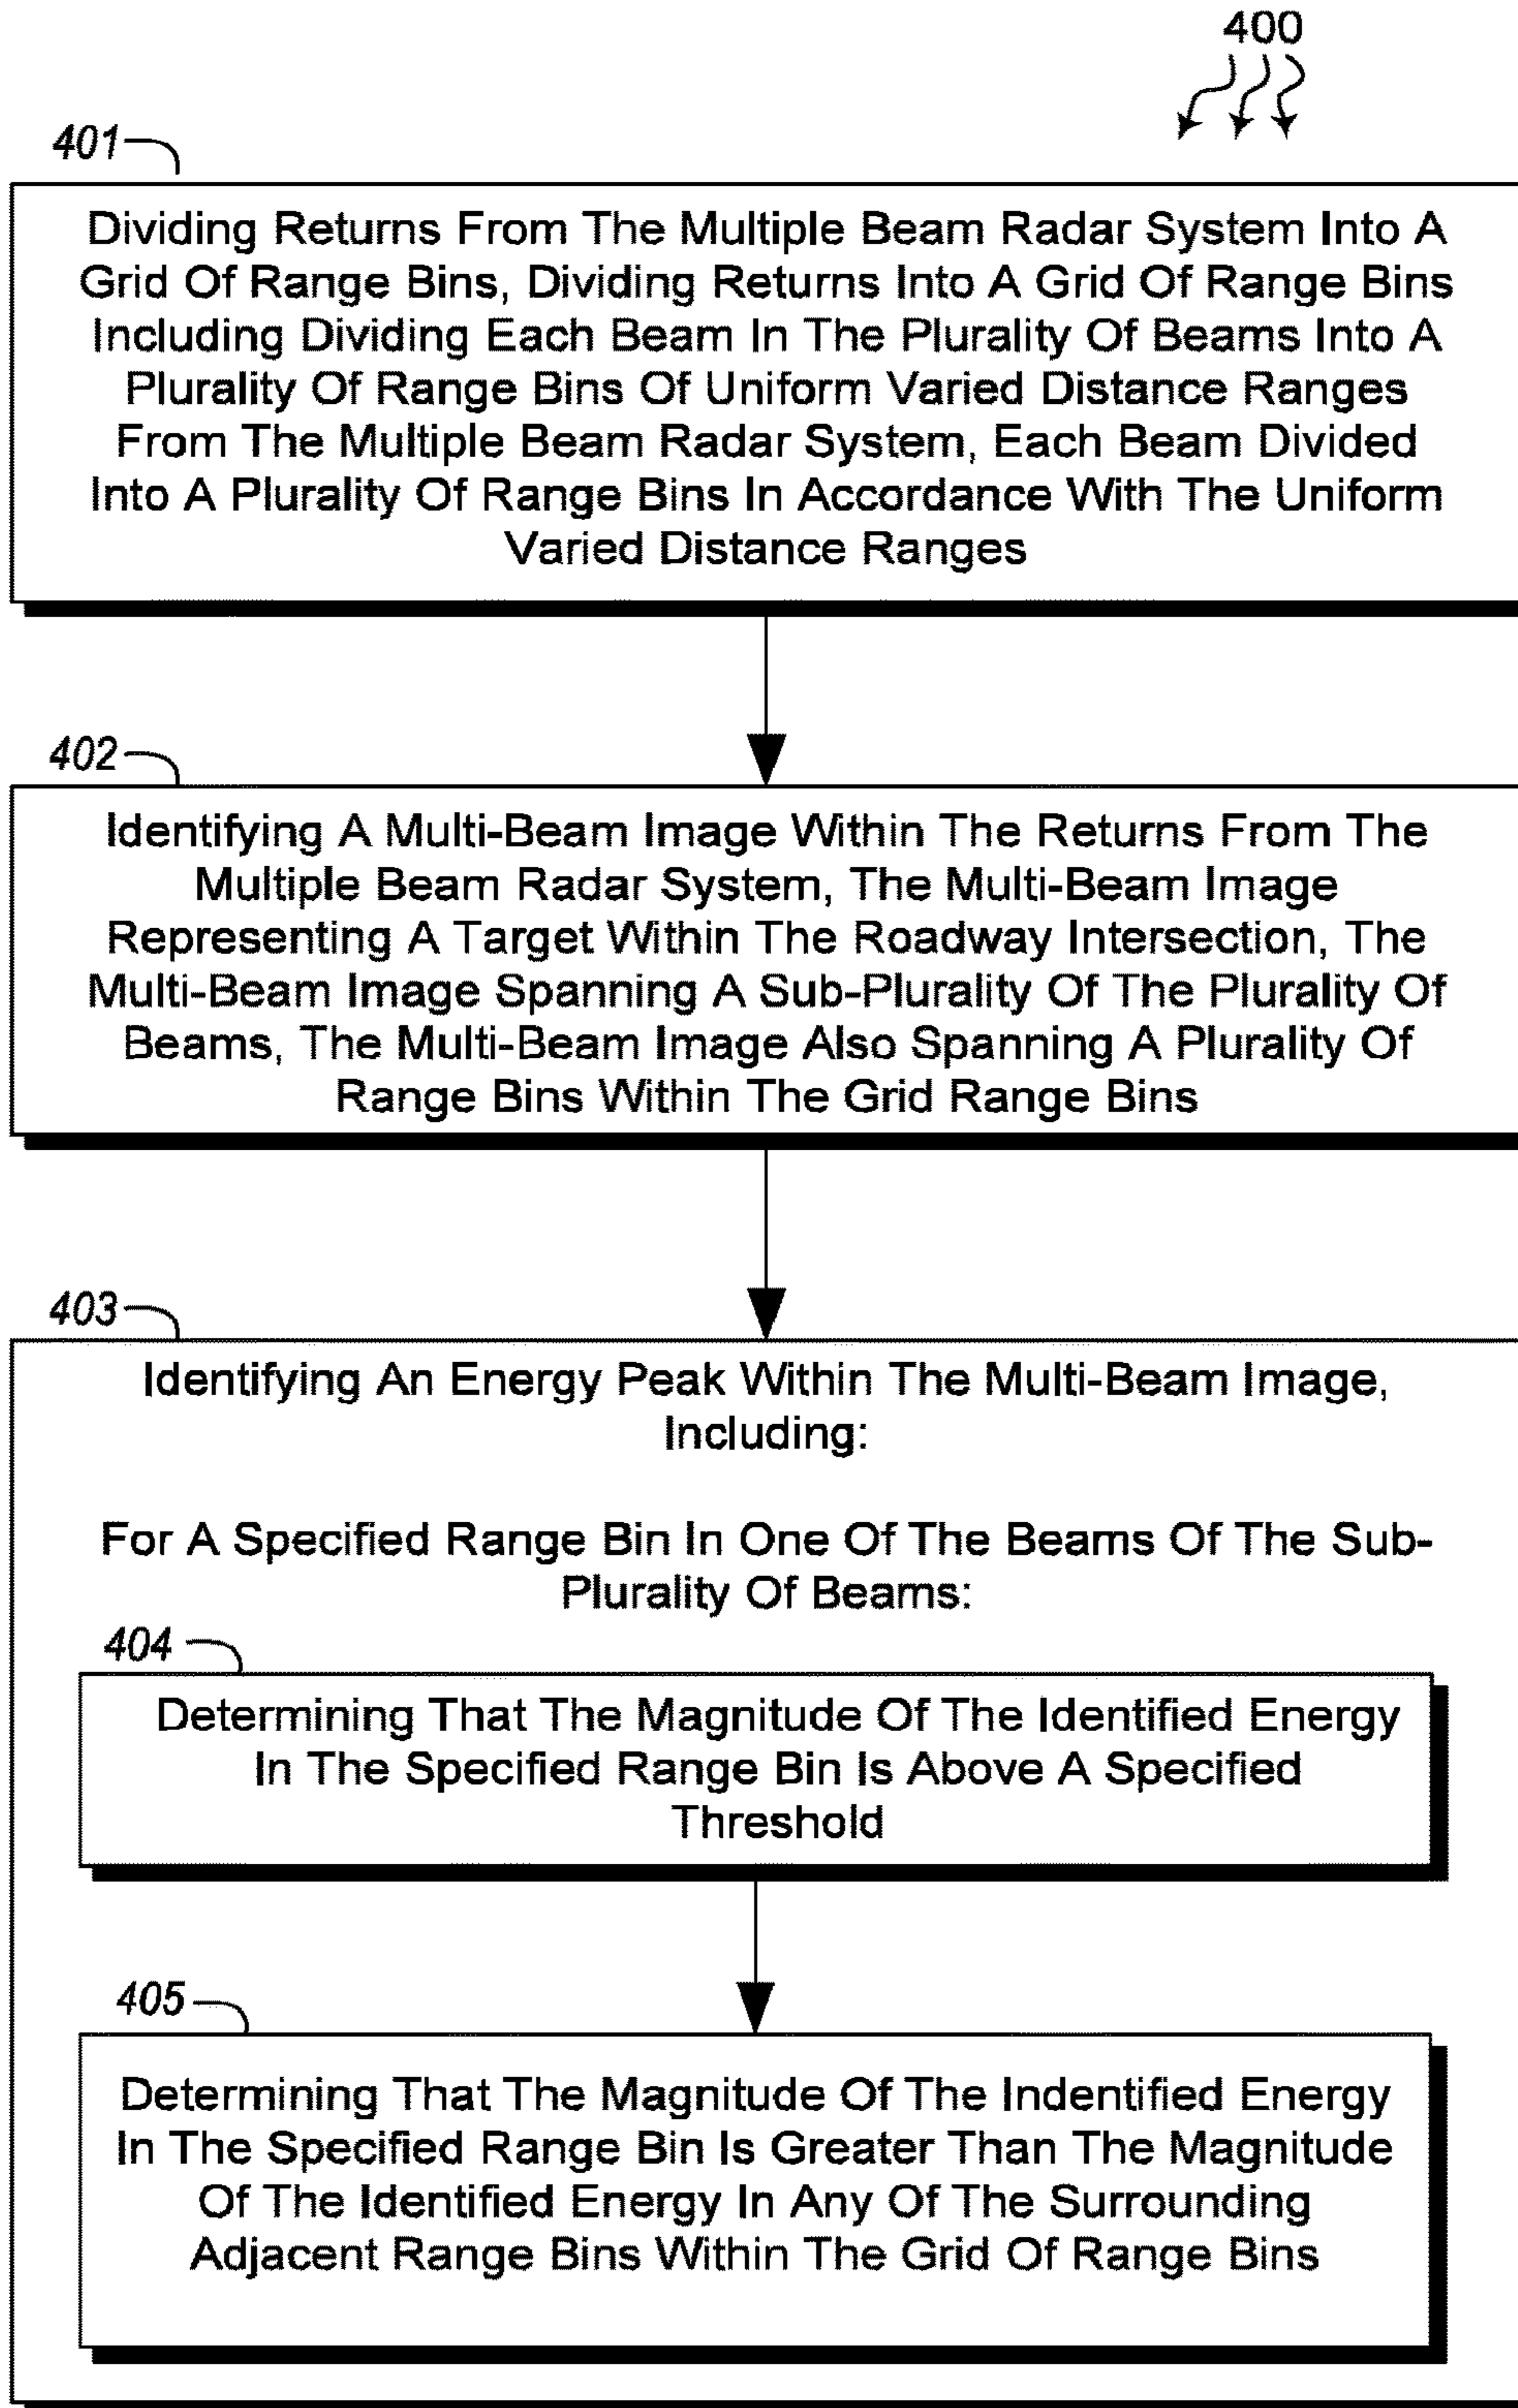 400
401
Dividing Returns From The Multiple Beam Radar System Into A
Grid Of Range Bins, Dividing Returns Into A Grid Of Range Bins
Including Dividing Each Beam In The Plurality Of Beams Into A
Plurality Of Range Bins Of Uniform Varied Distance Ranges
From The Multiple Beam Radar System, Each Beam Divided
Into A Plurality Of Range Bins In Accordance With The Uniform
Varied Distance Ranges
402
Identifying A Multi-Beam Image Within The Returns From The
Multiple Beam Radar System, The Multi-Beam Image
Representing A Target Within The Roadway Intersection, The
Multi-Beam Image Spanning A Sub-Plurality Of The Plurality Of
Beams, The Multi-Beam Image Also Spanning A Plurality Of
Range Bins Within The Grid Range Bins
403
Identifying An Energy Peak Within The Multi-Beam Image,
Including:
For A Specified Range Bin In One Of The Beams Of The Sub-
Plurality Of Beams:
404
Determining That The Magnitude Of The Identified Energy
In The Specified Range Bin Is Above A Specified
Threshold
405
Determining That The Magnitude Of The Indentified Energy
In The Specified Range Bin Is Greater Than The Magnitude
Of The Identified Energy In Any Of The Surrounding
Adjacent Range Bins Within The Grid Of Range Bins